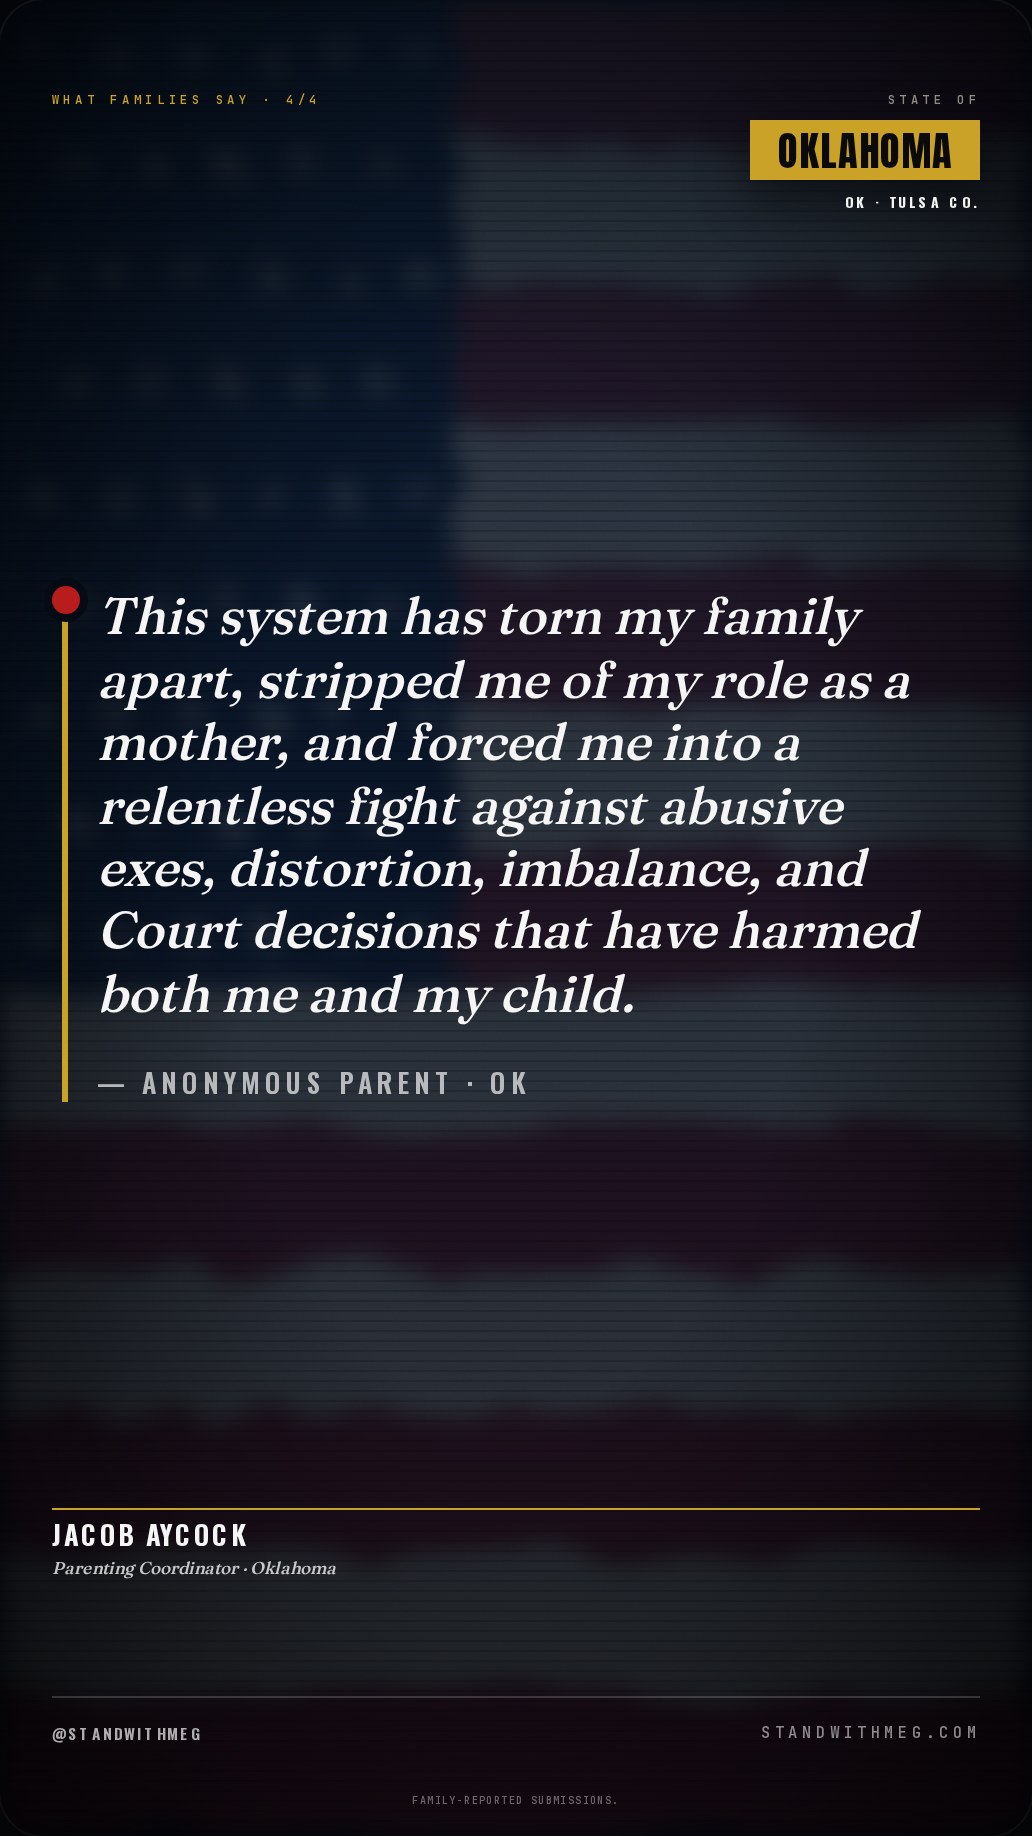 WHAT FAMILIES SAY · 4/4
STATE OF
OKLAHOMA
OK · TULSA CO.
This system has torn my family
apart, stripped me of my role as a
mother, and forced me into a
relentless fight against abusive
exes, distortion, imbalance, and
Court decisions that have harmed
both me and my child.
— ANONYMOUS PARENT · OK
JACOB AYCOCK
Parenting Coordinator · Oklahoma
@STANDWITHMEG
STANDWITHMEG.COM
FAMILY-REPORTED SUBMISSIONS.